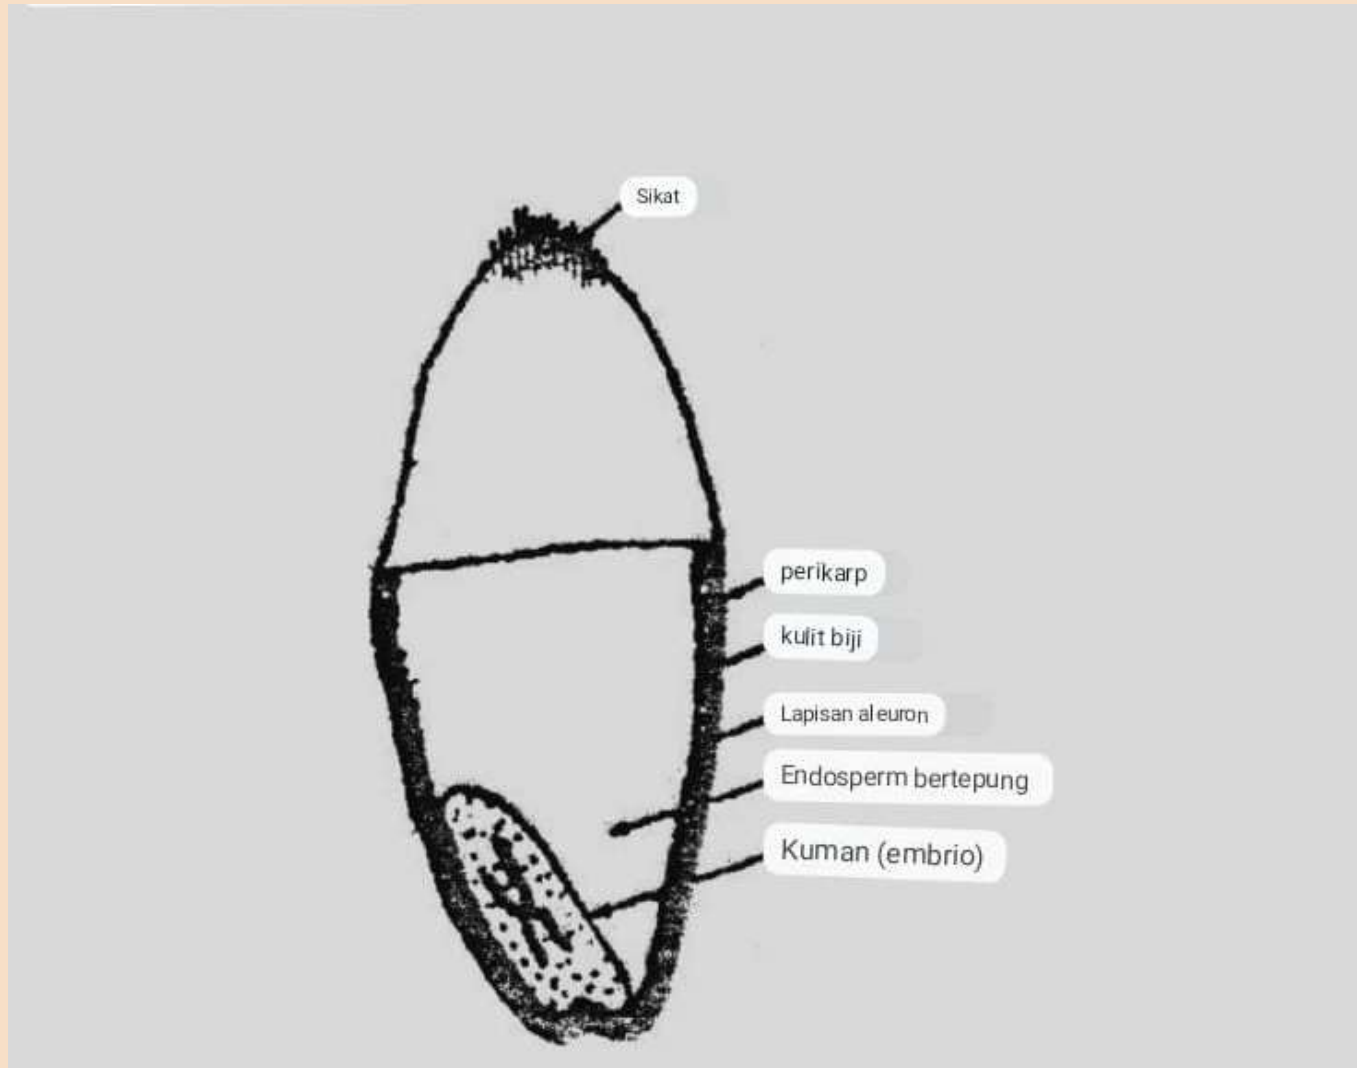 Sikat
perikarp
kulit biji
Lapisan aleuron
Endosperm bertepung
Kuman (embrio)